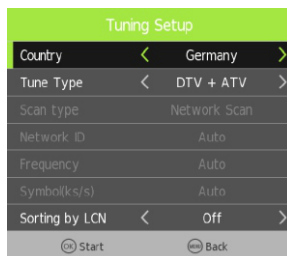 Tuning Setup
Country < Germany >
Tune Type < DTV + ATV >
Scan type Network Scan
Network ID Auto
Frequency Auto
Symbol(ks/s) Auto
Sorting by LCN < Off >
OK Start MENU Back